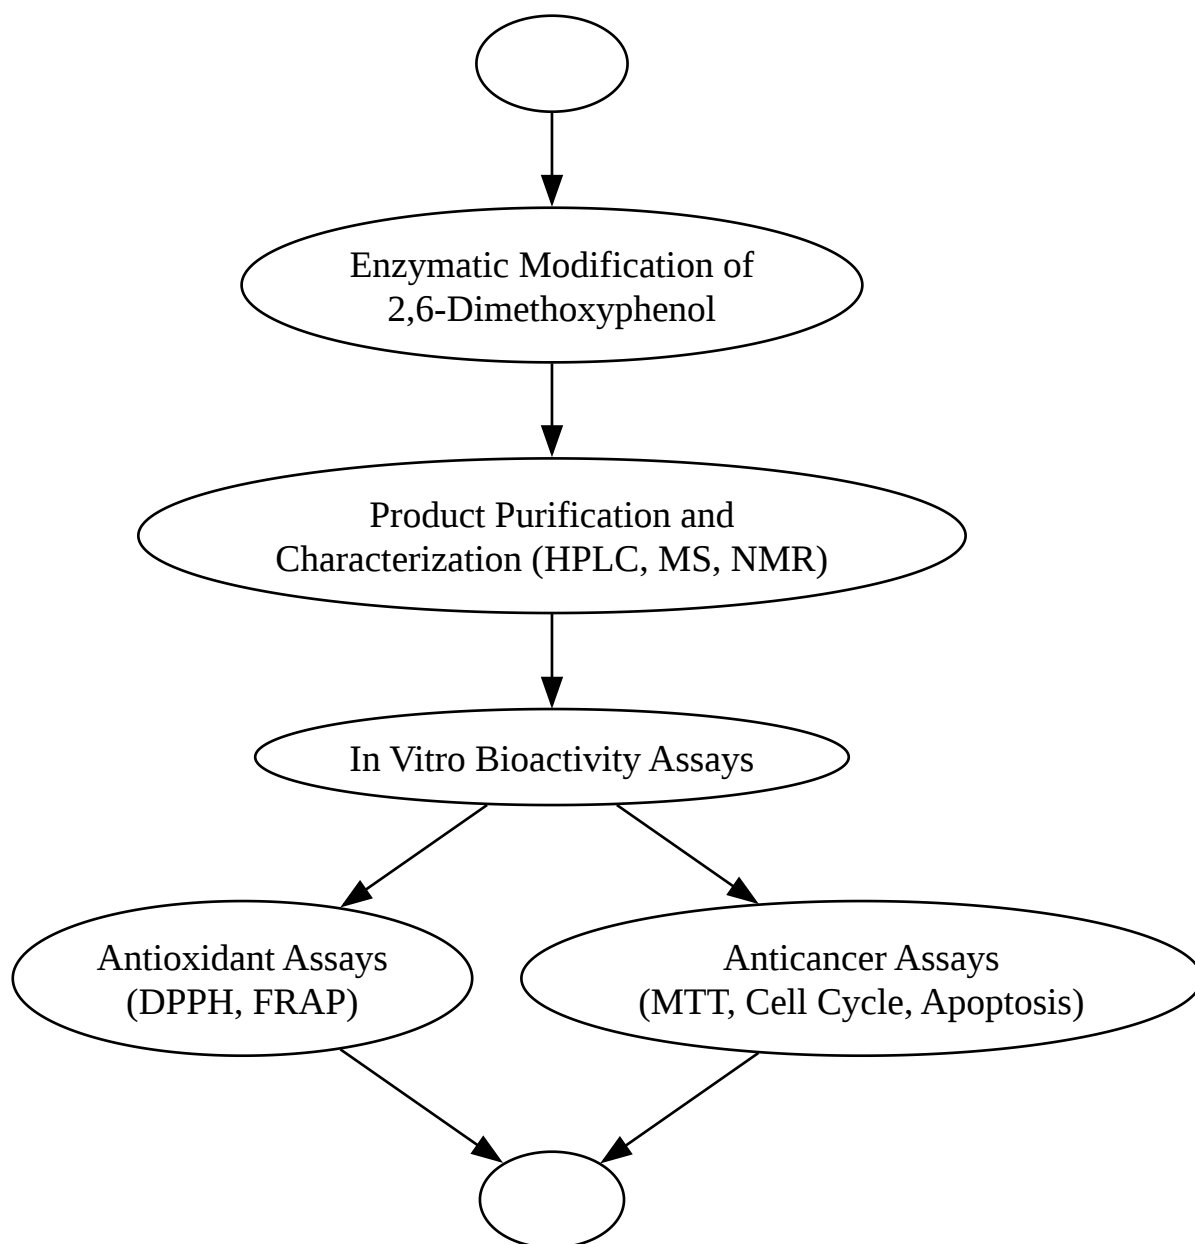 Enzymatic Modification of
2,6-Dimethoxyphenol
Product Purification and
Characterization (HPLC, MS, NMR)
In Vitro Bioactivity Assays
Antioxidant Assays
(DPPH, FRAP)
Anticancer Assays
(MTT, Cell Cycle, Apoptosis)